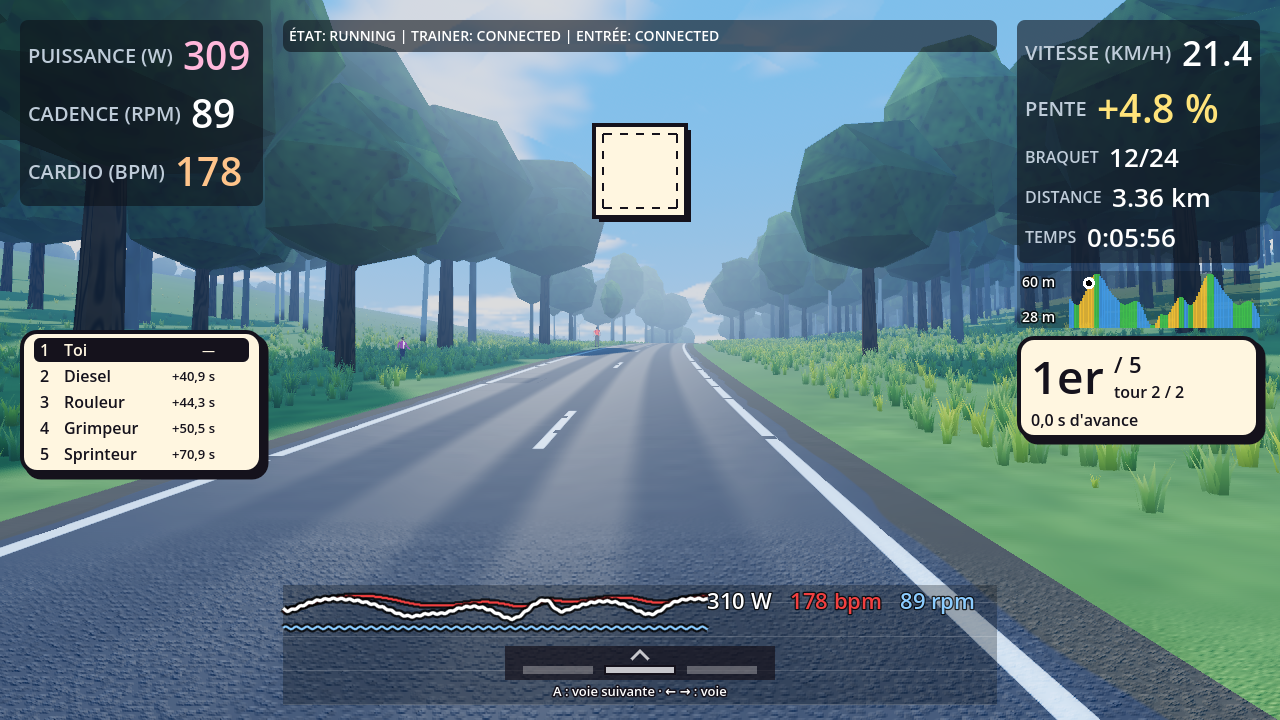 PUISSANCE (W) 309
CADENCE (RPM) 89
CARDIO (BPM) 178
ÉTAT: RUNNING | TRAINER: CONNECTED | ENTRÉE: CONNECTED
VITESSE (KM/H) 21.4
PENTE +4.8 %
BRAQUET 12/24
DISTANCE 3.36 km
TEMPS 0:05:56
60 m
28 m
1 Toi —
2 Diesel +40,9 s
3 Rouleur +44,3 s
4 Grimpeur +50,5 s
5 Sprinteur +70,9 s
1er / 5
tour 2 / 2
0,0 s d'avance
310 W 178 bpm 89 rpm
A : voie suivante · ← → : voie